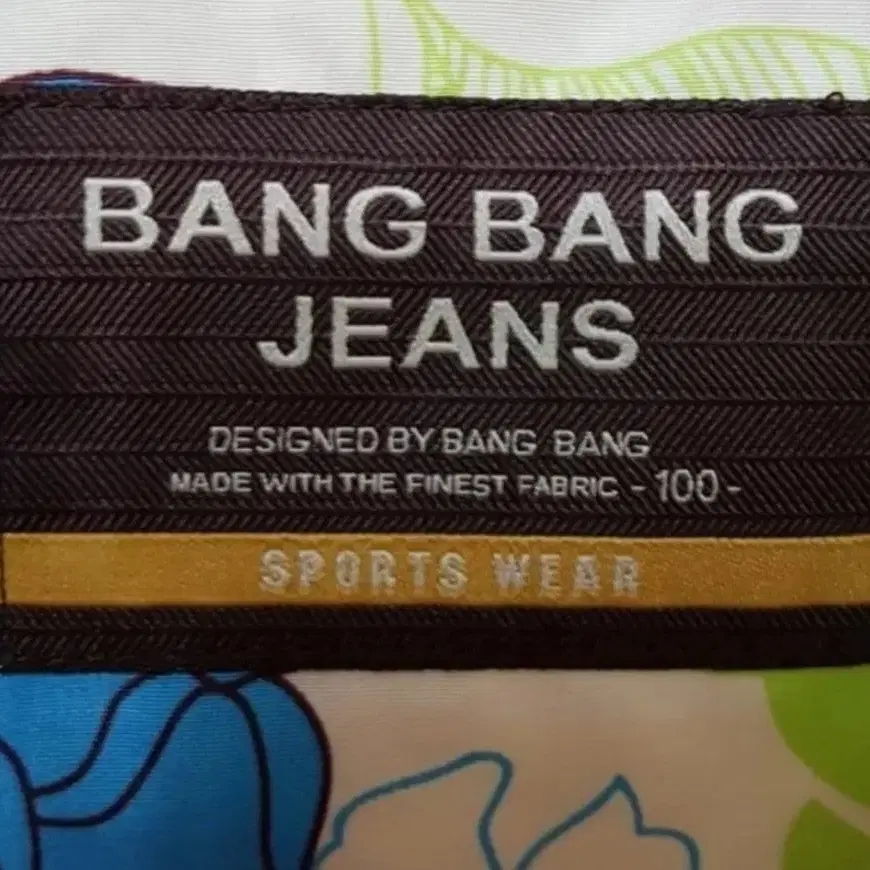 BANG BANG
JEANS
DESIGNED BY BANG BANG
MADE WITH THE FINEST FABRIC - 100 -
SPORTS WEAR